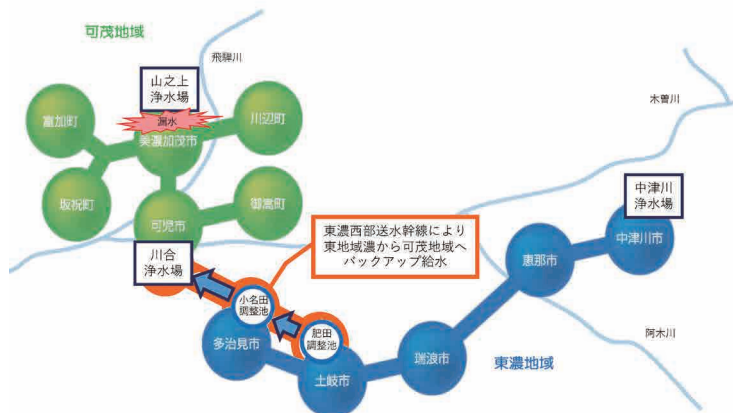 可茂地域
飛騨川
山之上
浄水場
漏水
富加町
美濃加茂市
川辺町
坂祝町
可児市
御嵩町
木曽川
中津川
浄水場
東濃西部送水幹線により
東地域濃から可茂地域へ
バックアップ給水
川合
浄水場
恵那市
中津川市
小名田
調整池
肥田
調整池
多治見市
土岐市
瑞浪市
東濃地域
阿木川